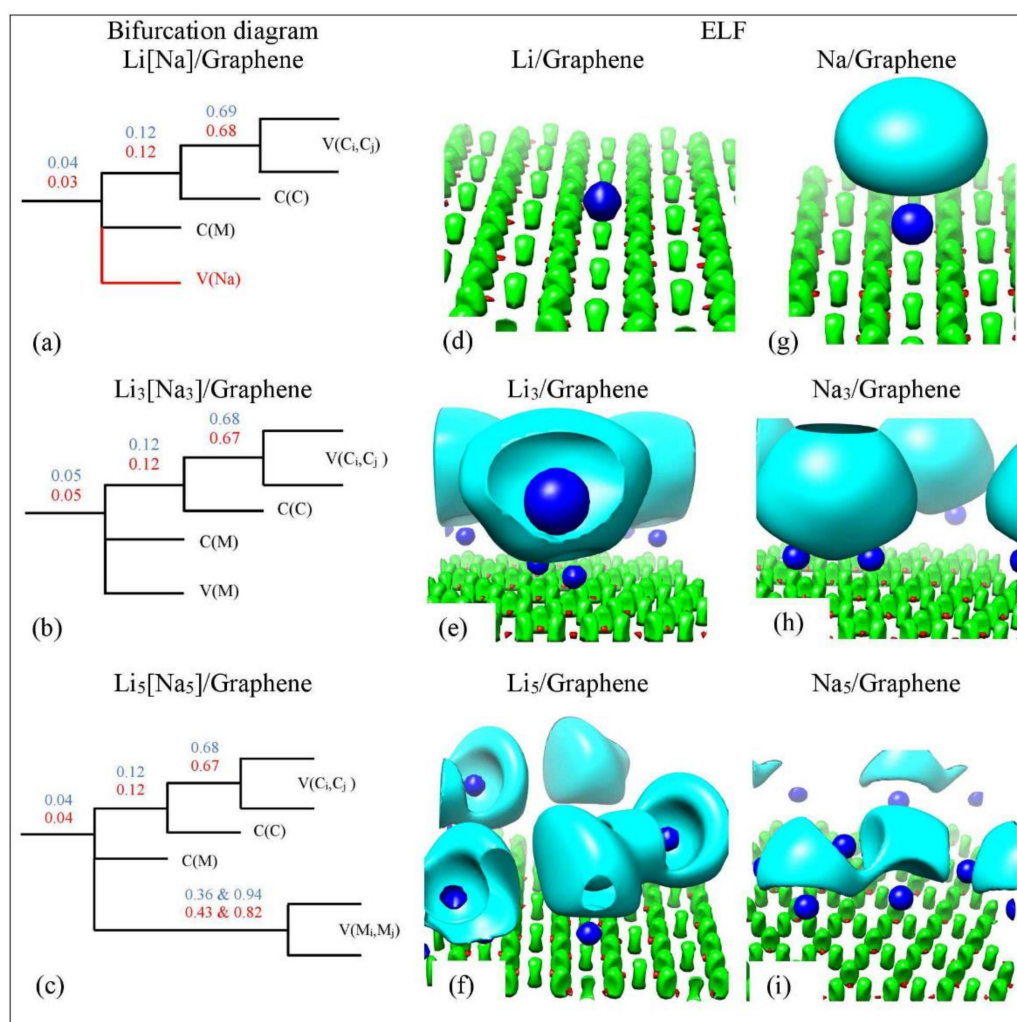 Bifurcation diagram
ELF
Li[Na]/Graphene
Li/Graphene
Na/Graphene
0.69
0.68
0.12
0.12
V(Ci,Cj)
0.04
0.03
C(C)
C(M)
V(Na)
(a)
(d)
(g)
Li3[Na3]/Graphene
Li3/Graphene
Na3/Graphene
0.68
0.67
0.12
0.12
V(Ci,Cj )
0.05
0.05
C(C)
C(M)
V(M)
(b)
(e)
(h)
Li5[Na5]/Graphene
Li5/Graphene
Na5/Graphene
0.68
0.67
0.12
0.12
V(Ci,Cj )
0.04
0.04
C(C)
C(M)
0.36 & 0.94
0.43 & 0.82
V(Mi,Mj)
(c)
(f)
(i)